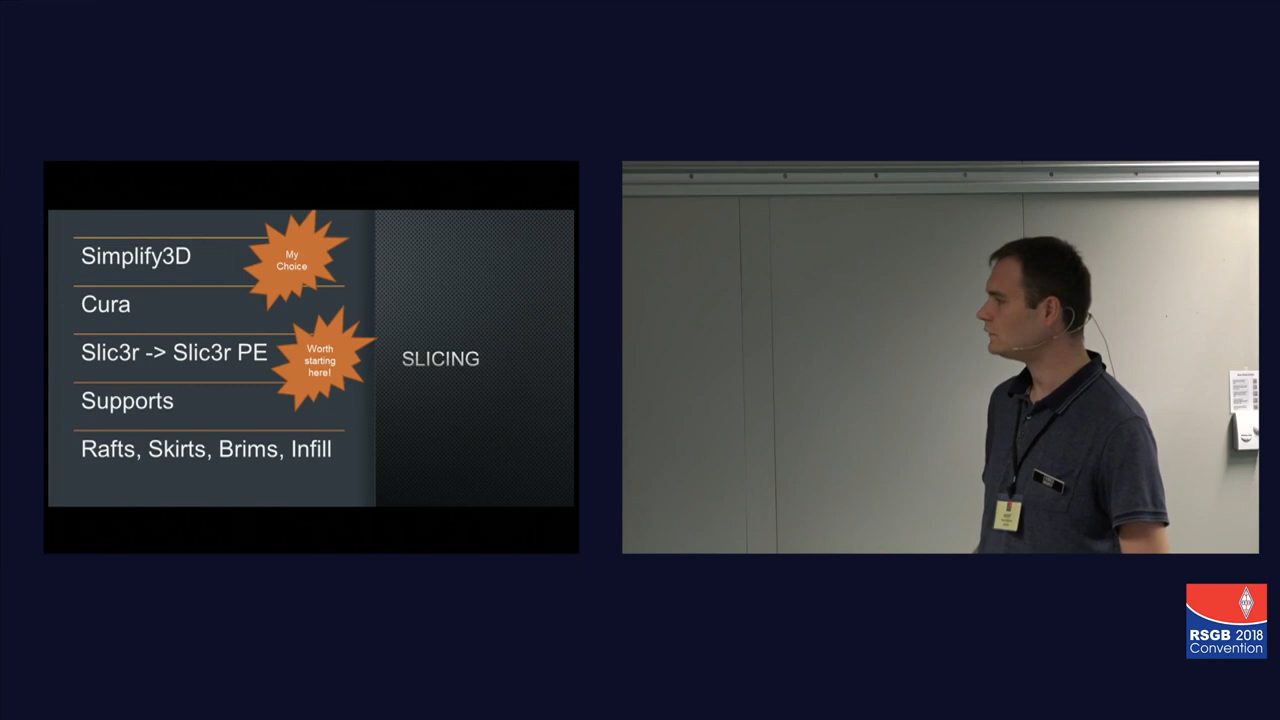 Simplify3D
My
Choice
Cura
Slic3r -> Slic3r PE
Worth
starting
here!
Supports
Rafts, Skirts, Brims, Infill
SLICING
RSGB 2018
Convention